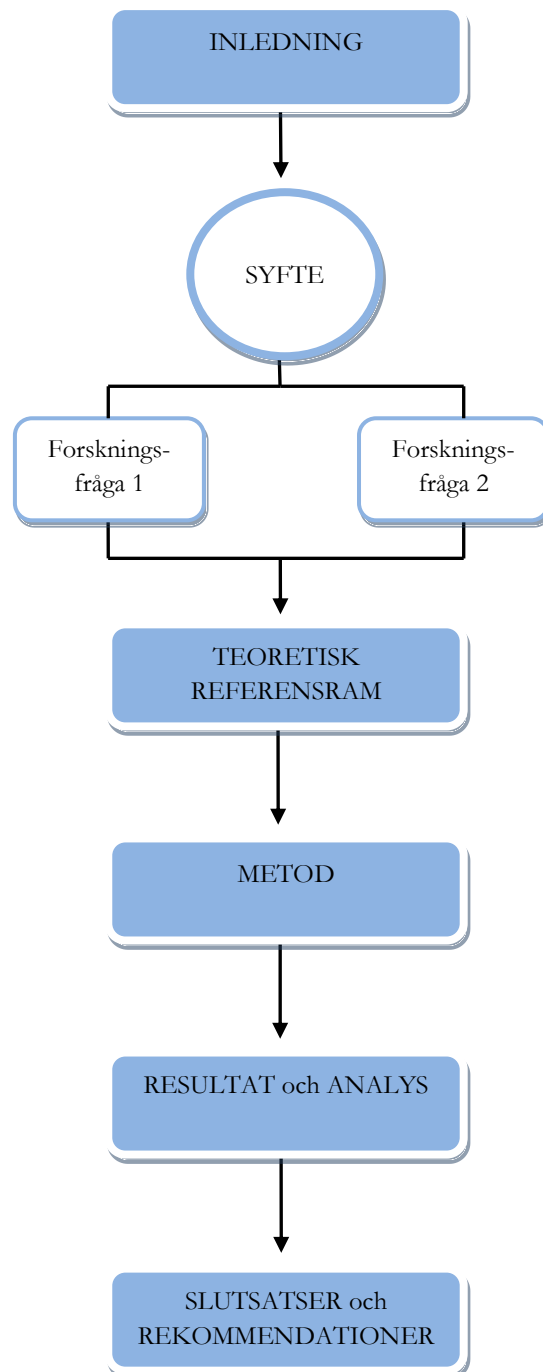 INLEDNING
SYFTE
Forsknings-
fråga 1
Forsknings-
fråga 2
TEORETISK
REFERENSRAM
METOD
RESULTAT och ANALYS
SLUTSATSER och
REKOMMENDATIONER